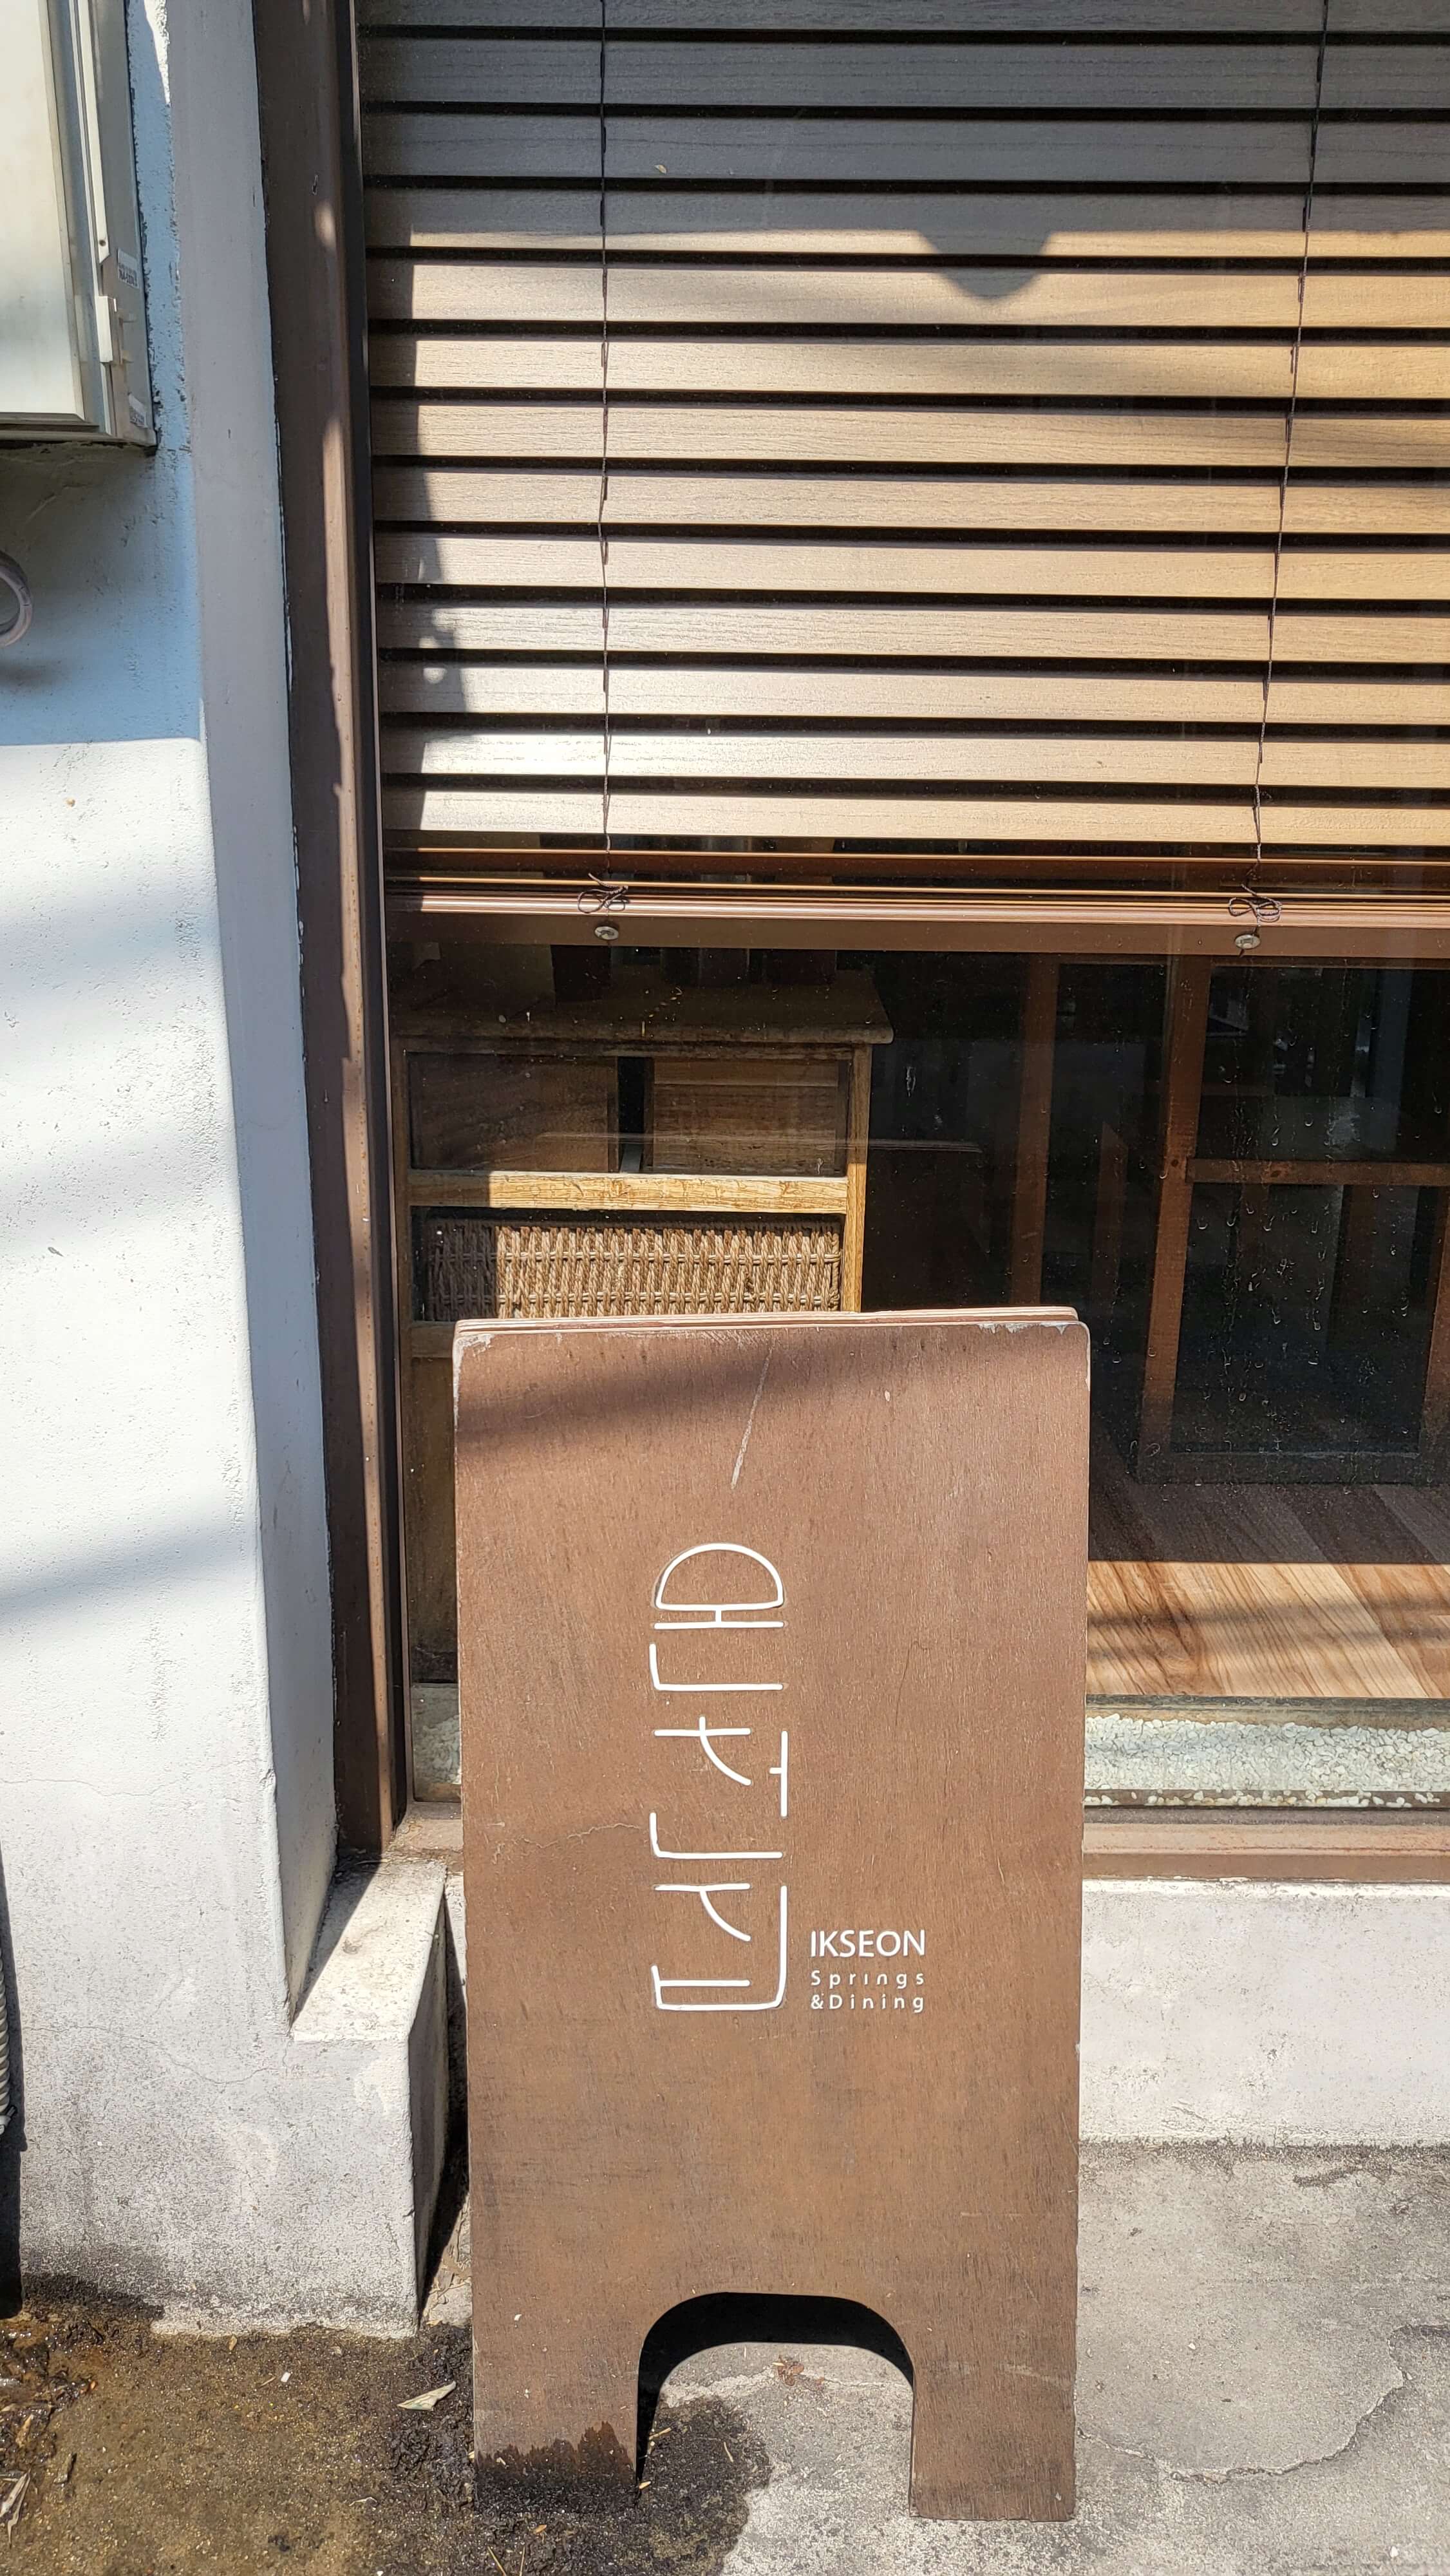 온천집
IKSEON
Springs
&Dining